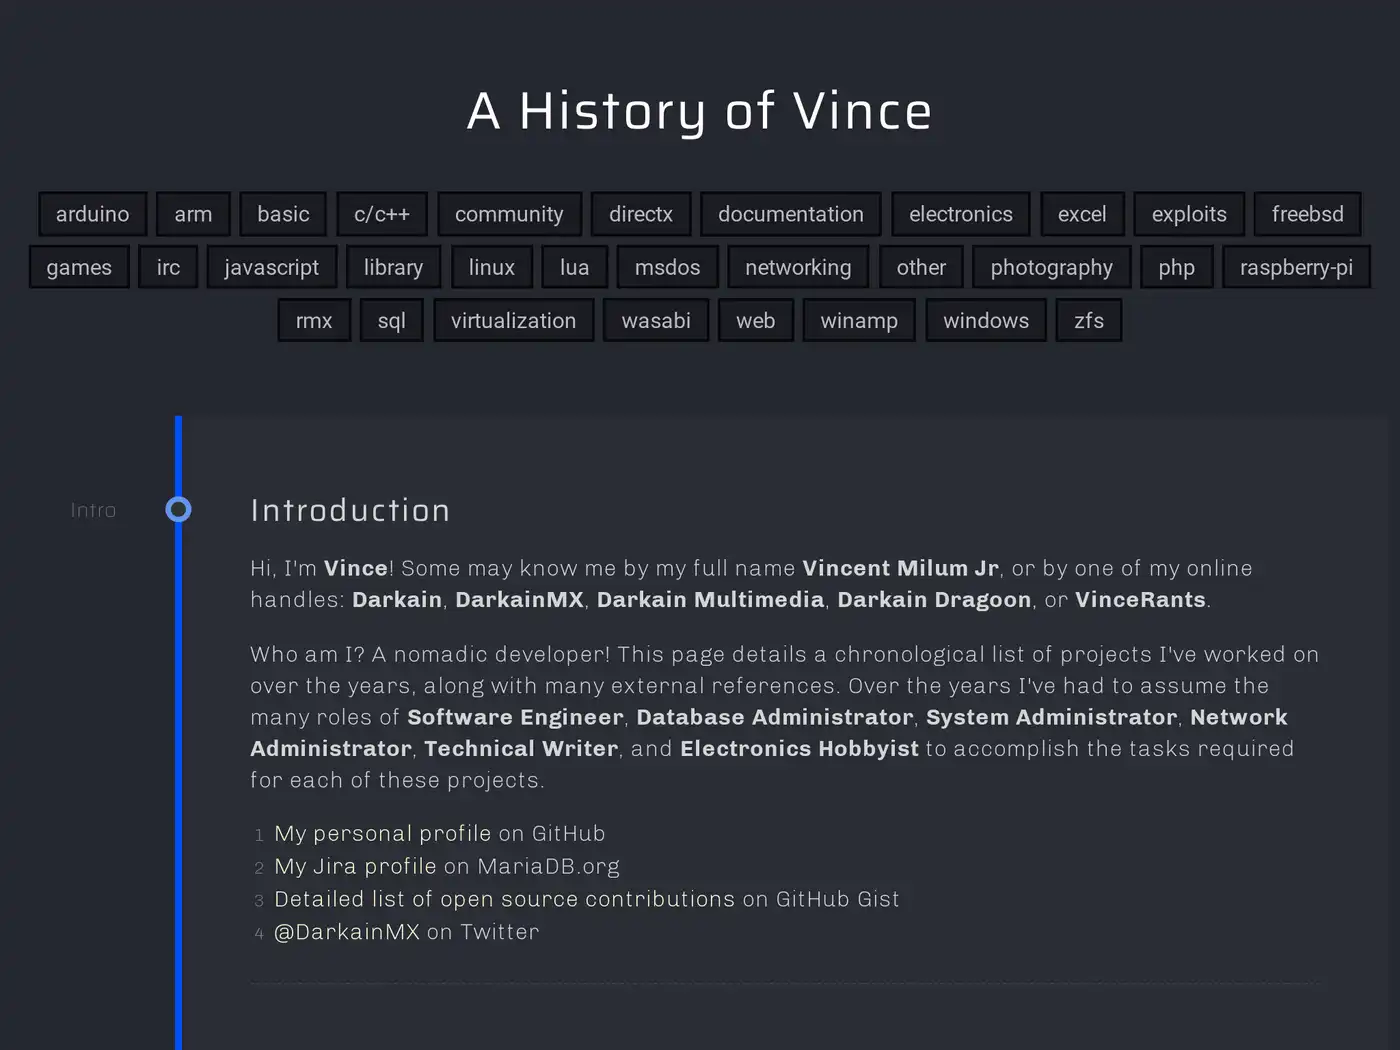 A History of Vince
arduino arm basic c/c++ community directx documentation electronics excel exploits freebsd
games irc javascript library linux lua msdos networking other photography php raspberry-pi
rmx sql virtualization wasabi web winamp windows zfs
Intro
Introduction
Hi, I'm Vince! Some may know me by my full name Vincent Milum Jr, or by one of my online
handles: Darkain, DarkainMX, Darkain Multimedia, Darkain Dragoon, or VinceRants.
Who am I? A nomadic developer! This page details a chronological list of projects I've worked on
over the years, along with many external references. Over the years I've had to assume the
many roles of Software Engineer, Database Administrator, System Administrator, Network
Administrator, Technical Writer, and Electronics Hobbyist to accomplish the tasks required
for each of these projects.
1 My personal profile on GitHub
2 My Jira profile on MariaDB.org
3 Detailed list of open source contributions on GitHub Gist
4 @DarkainMX on Twitter